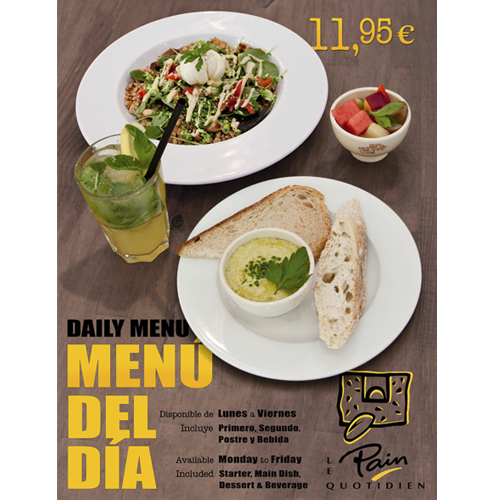 11,95 €
DAILY MENÚ
MENÚ
DEL
DÍA
Disponible de Lunes a Viernes
Incluye Primero, Segundo,
Postre y Bebida
Available Monday to Friday
Included Starter, Main Dish,
Dessert & Beverage
LE Pain
QUOTIDIEN